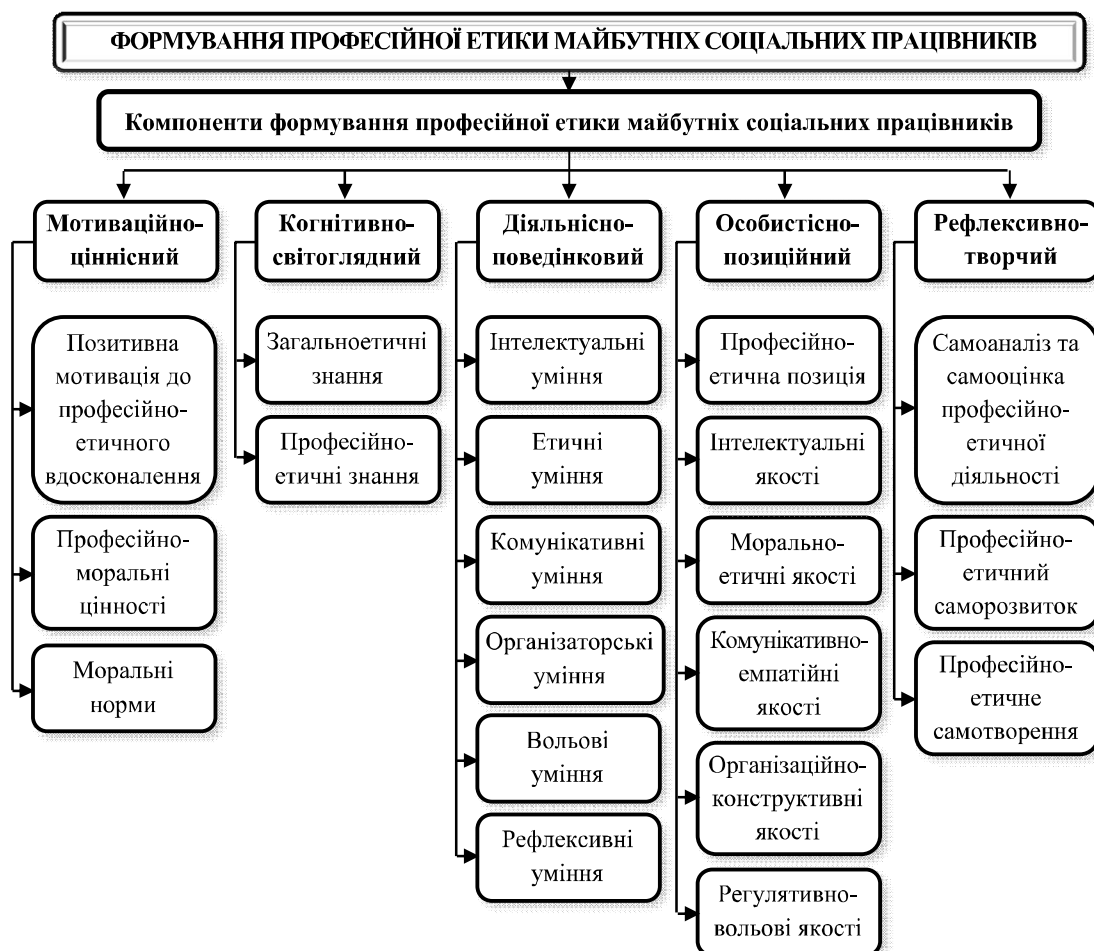 ФОРМУВАННЯ ПРОФЕСІЙНОЇ ЕТИКИ МАЙБУТНІХ СОЦІАЛЬНИХ ПРАЦІВНИКІВ
Компоненти формування професійної етики майбутніх соціальних працівників
Мотиваційно-
ціннісний
Позитивна
мотивація до
професійно-
етичного
вдосконалення
Професійно-
моральні
цінності
Моральні
норми
Когнітивно-
світоглядний
Загальноетичні
знання
Професійно-
етичні знання
Діяльнісно-
поведінковий
Інтелектуальні
уміння
Етичні
уміння
Комунікативні
уміння
Організаторські
уміння
Вольові
уміння
Рефлексивні
уміння
Особистісно-
позиційний
Професійно-
етична позиція
Інтелектуальні
якості
Морально-
етичні якості
Комунікативно-
емпатійні
якості
Організаційно-
конструктивні
якості
Регулятивно-
вольові якості
Рефлексивно-
творчий
Самоаналіз та
самооцінка
професійно-
етичної
діяльності
Професійно-
етичний
саморозвиток
Професійно-
етичне
самотворення